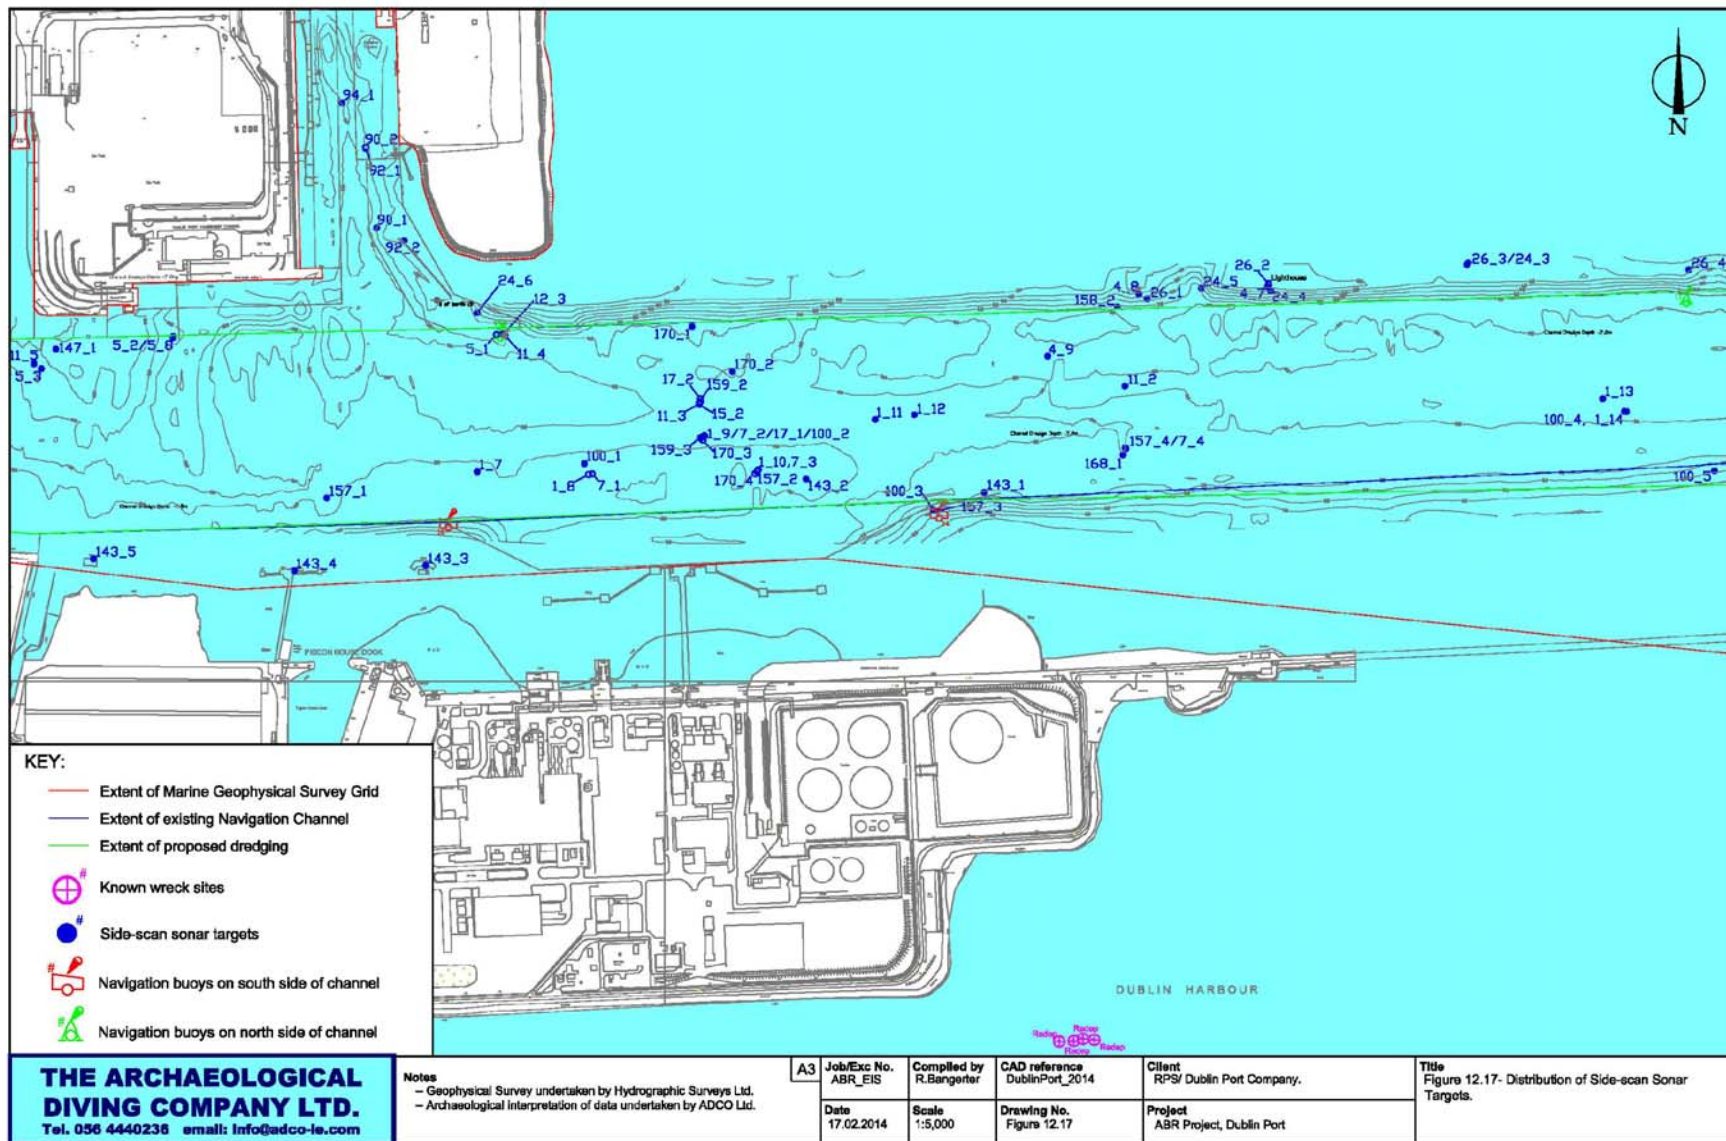 94_1
90_2
92_1
90_1
92_2
24_6
12_3
5_1
11_4
147_1
5_2/5_8
11_5
5_3
170_1
170_2
17_2
159_2
11_3
15_2
1_9/7_2/17_1/100_2
159_3
170_3
1_10,7_3
170_4
157_2
143_2
1_7
100_1
1_8
7_1
157_1
143_5
143_4
143_3
26_2
Lighthouse
24_5
4_8
26_1
4_7
24_4
158_2
26_3/24_3
26_4
4_9
11_2
1_11
1_12
1_13
100_4, 1_14
157_4/7_4
168_1
143_1
100_3
157_3
100_5
N
PIGEON HOUSE DOCK
DUBLIN HARBOUR
KEY:
Extent of Marine Geophysical Survey Grid
Extent of existing Navigation Channel
Extent of proposed dredging
#
Known wreck sites
#
Side-scan sonar targets
#
Navigation buoys on south side of channel
#
Navigation buoys on north side of channel
THE ARCHAEOLOGICAL
DIVING COMPANY LTD.
Tel. 056 4440236 email: info@adco-ie.com
Notes
– Geophysical Survey undertaken by Hydrographic Surveys Ltd.
– Archaeological interpretation of data undertaken by ADCO Ltd.
A3
Job/Exc No.
ABR_EIS
Compiled by
R.Bangerter
CAD reference
DublinPort_2014
Client
RPS/ Dublin Port Company.
Title
Figure 12.17- Distribution of Side-scan Sonar
Targets.
Date
17.02.2014
Scale
1:5,000
Drawing No.
Figure 12.17
Project
ABR Project, Dublin Port